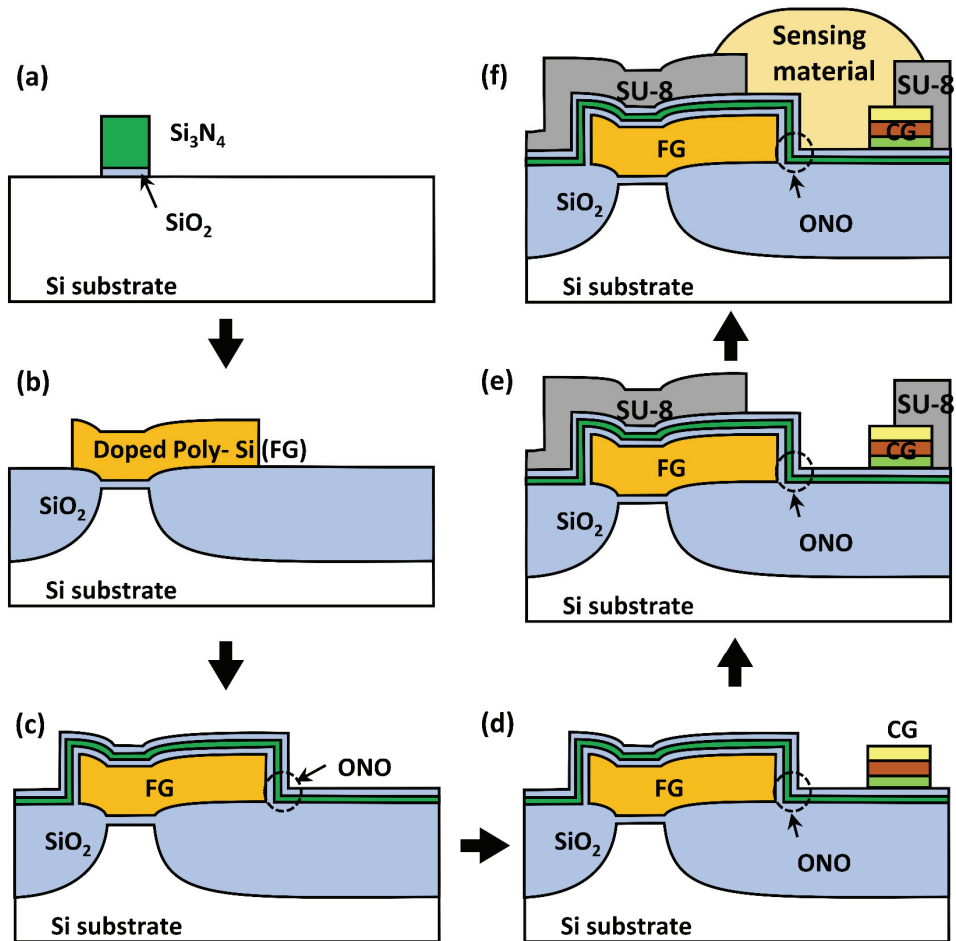 (a)
Si₃N₄
SiO₂
Si substrate
(b)
Doped Poly- Si (FG)
SiO₂
Si substrate
(c)
ONO
FG
SiO₂
Si substrate
(d)
CG
FG
SiO₂
ONO
Si substrate
(e)
SU-8
SU-8
CG
FG
SiO₂
ONO
Si substrate
(f)
Sensing
material
SU-8
SU-8
CG
FG
SiO₂
ONO
Si substrate